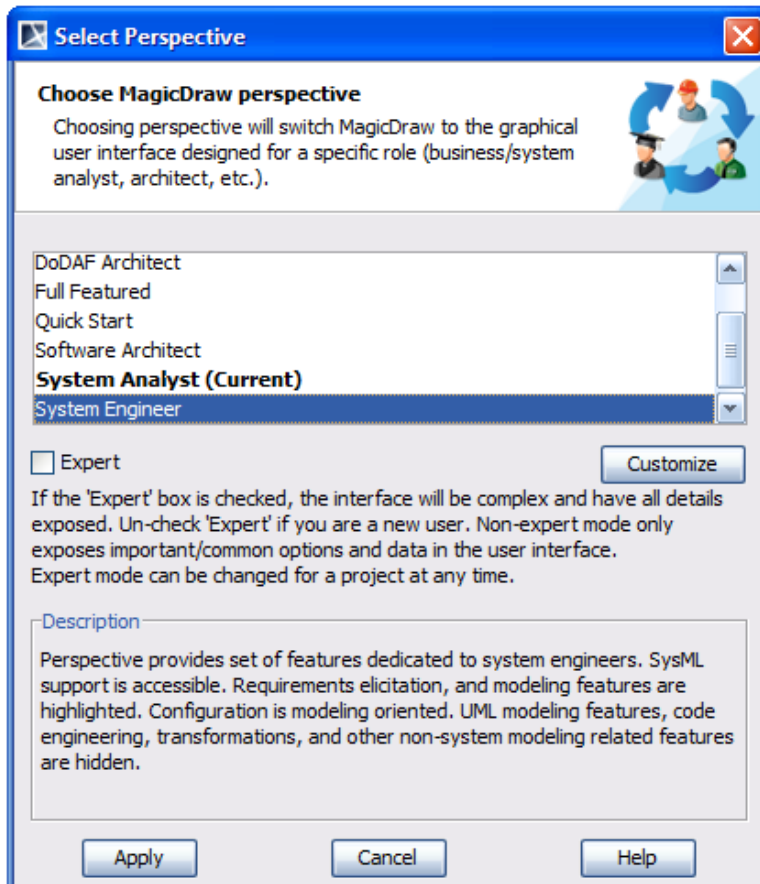 Select Perspective
Choose MagicDraw perspective
Choosing perspective will switch MagicDraw to the graphical
user interface designed for a specific role (business/system
analyst, architect, etc.).
DoDAF Architect
Full Featured
Quick Start
Software Architect
System Analyst (Current)
System Engineer
Expert
Customize
If the 'Expert' box is checked, the interface will be complex and have all details
exposed. Un-check 'Expert' if you are a new user. Non-expert mode only
exposes important/common options and data in the user interface.
Expert mode can be changed for a project at any time.
Description
Perspective provides set of features dedicated to system engineers. SysML
support is accessible. Requirements elicitation, and modeling features are
highlighted. Configuration is modeling oriented. UML modeling features, code
engineering, transformations, and other non-system modeling related features
are hidden.
Apply
Cancel
Help